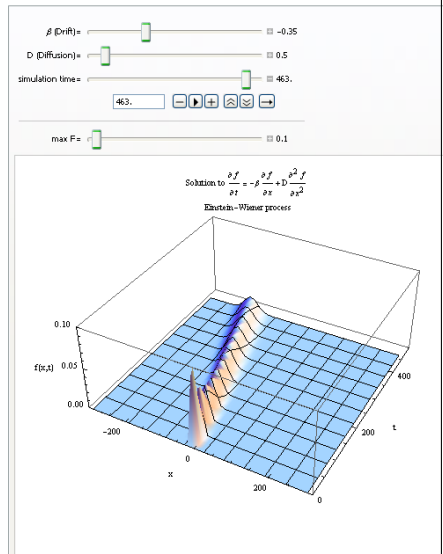 β (Drift)= -0.35
D (Diffusion)= 0.5
simulation time= 463.
463.
max F= 0.1
Solution to ∂f/∂t = -β ∂f/∂x + D ∂² f/∂x²
Einstein-Wiener process
0.10
f(x,t) 0.05
0.00
-200
0
200
x
0
200
400
t